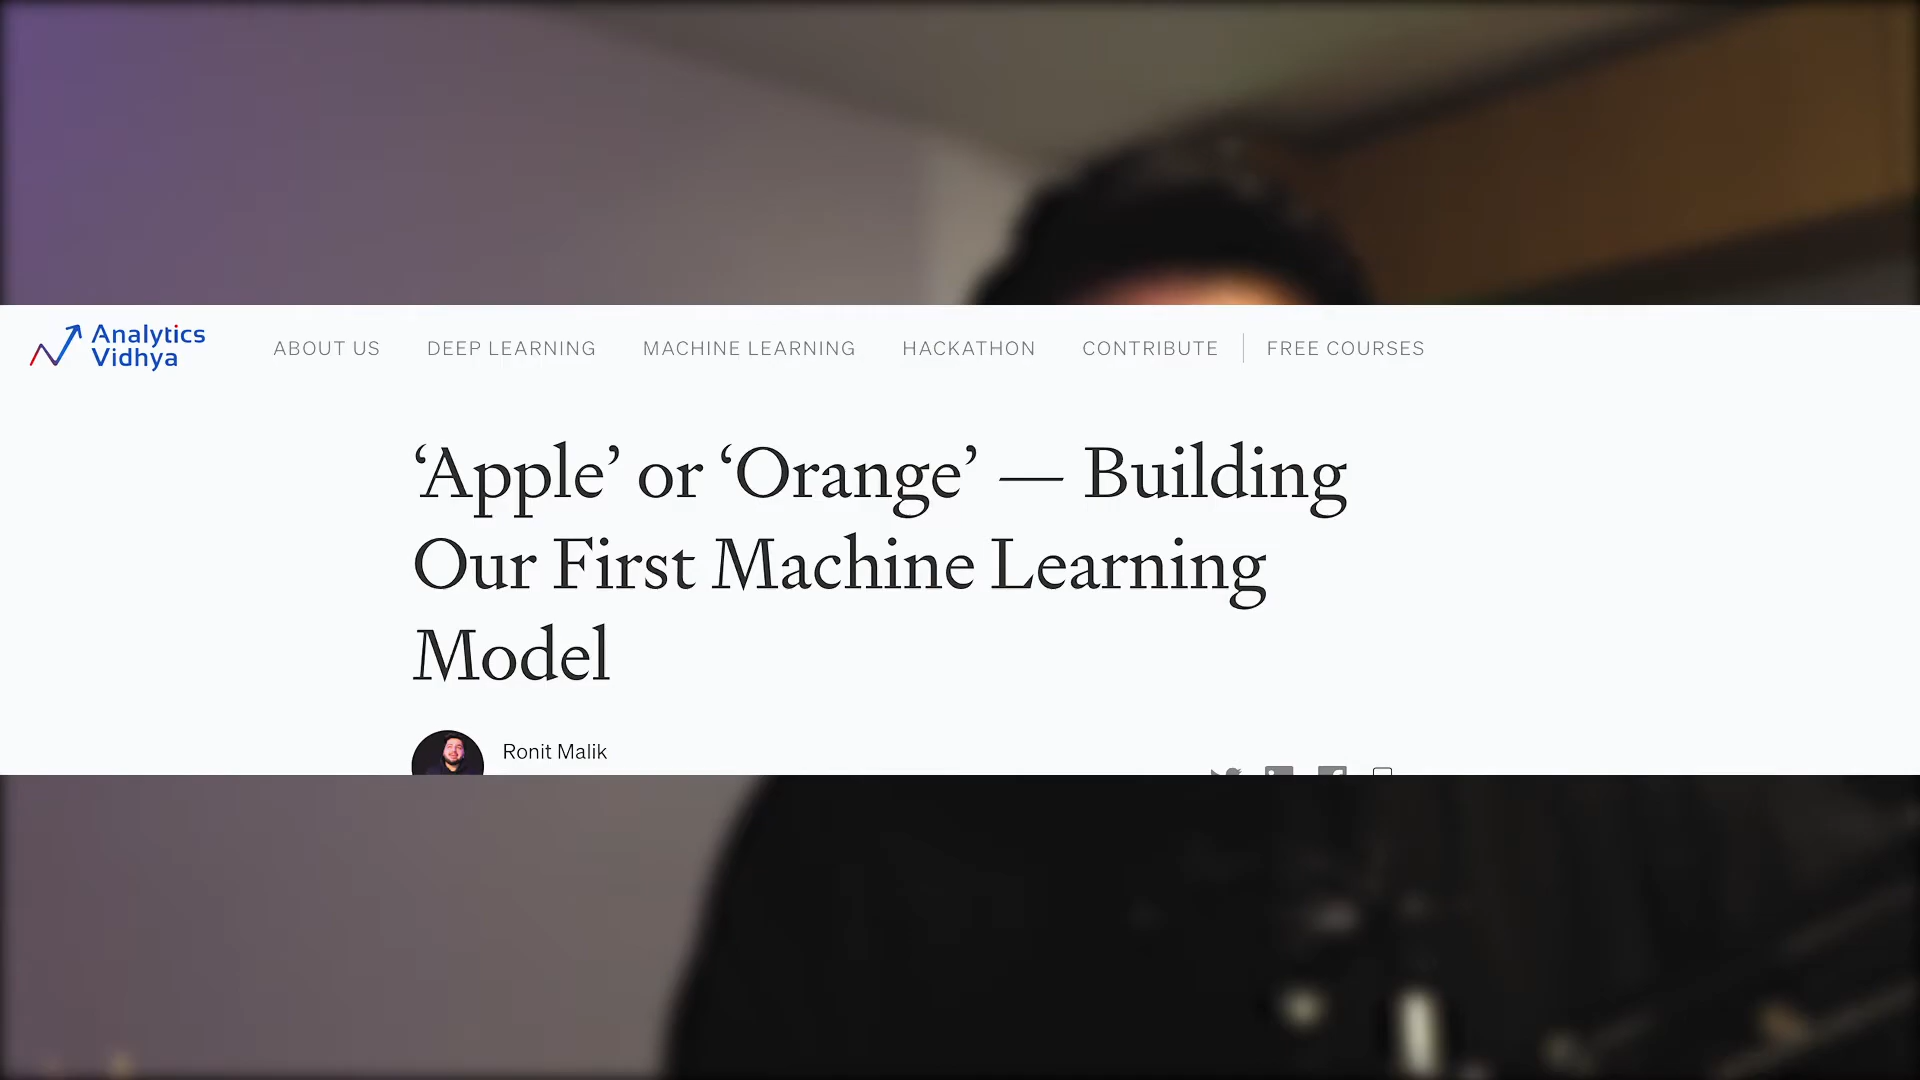 Analytics
Vidhya
ABOUT US
DEEP LEARNING
MACHINE LEARNING
HACKATHON
CONTRIBUTE
FREE COURSES
‘Apple’ or ‘Orange’ — Building
Our First Machine Learning
Model
Ronit Malik